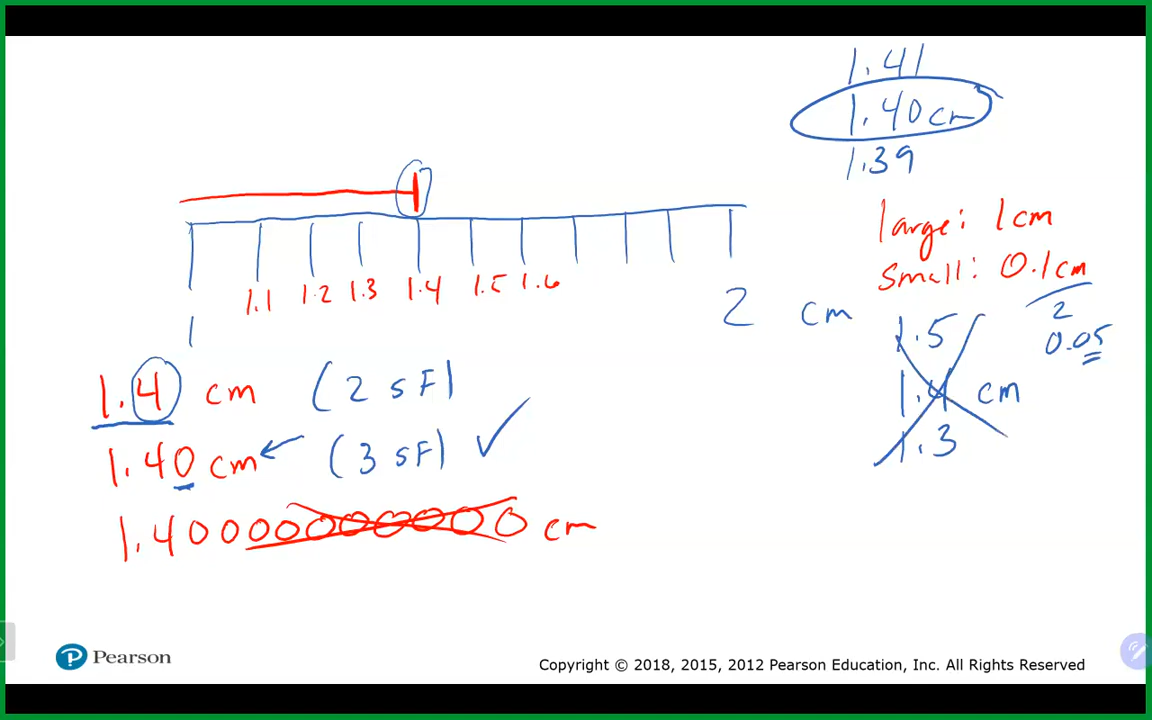 1.41
1.40 cm
1.39
large: 1cm
small: 0.1cm
2
0.05
1.1 1.2 1.3 1.4 1.5 1.6
1 2 cm
1.5
1.4 cm
1.3
1.4 cm (2 SF)
1.40 cm (3 SF) ✓
1.40000000000 cm
Pearson
Copyright © 2018, 2015, 2012 Pearson Education, Inc. All Rights Reserved